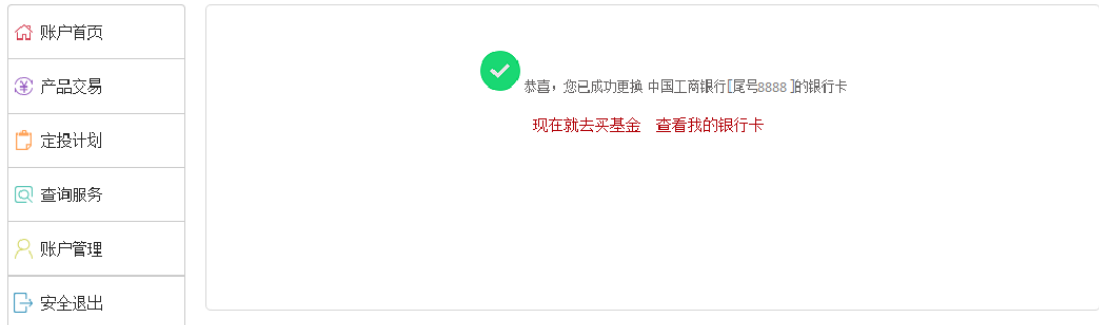 账户首页
产品交易
定投计划
查询服务
账户管理
安全退出
恭喜，您已成功更换 中国工商银行[尾号8888 ]的银行卡
现在就去买基金 查看我的银行卡